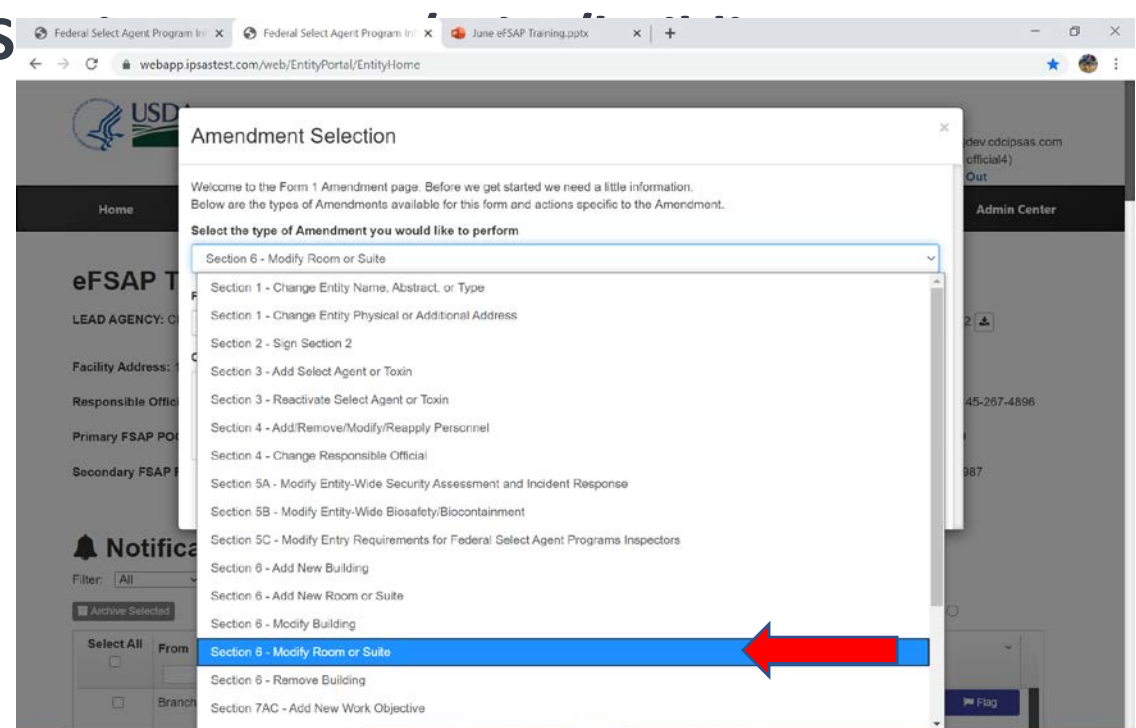 S
Federal Select Agent Program In
Federal Select Agent Program In
June eFSAP Training.pptx
webapp.ipsastest.com/web/EntityPortal/EntityHome
USD
Amendment Selection
dev.cdcipsas.com
official4)
Out
Welcome to the Form 1 Amendment page. Before we get started we need a little information.
Below are the types of Amendments available for this form and actions specific to the Amendment.
Home
Admin Center
Select the type of Amendment you would like to perform
Section 6 - Modify Room or Suite
eFSAP T
Section 1 - Change Entity Name, Abstract, or Type
LEAD AGENCY: C
Section 1 - Change Entity Physical or Additional Address
2
Section 2 - Sign Section 2
Facility Address: 1
Section 3 - Add Select Agent or Toxin
Responsible Offici
Section 3 - Reactivate Select Agent or Toxin
45-267-4896
Primary FSAP POC
Section 4 - Add/Remove/Modify/Reapply Personnel
Section 4 - Change Responsible Official
Secondary FSAP P
987
Section 5A - Modify Entity-Wide Security Assessment and Incident Response
Section 5B - Modify Entity-Wide Biosafety/Biocontainment
Section 5C - Modify Entry Requirements for Federal Select Agent Programs Inspectors
Notifica
Section 6 - Add New Building
Filter: All
Section 6 - Add New Room or Suite
Archive Selected
Section 6 - Modify Building
Select All
From
Section 6 - Modify Room or Suite
Section 6 - Remove Building
Branch
Section 7AC - Add New Work Objective
Flag